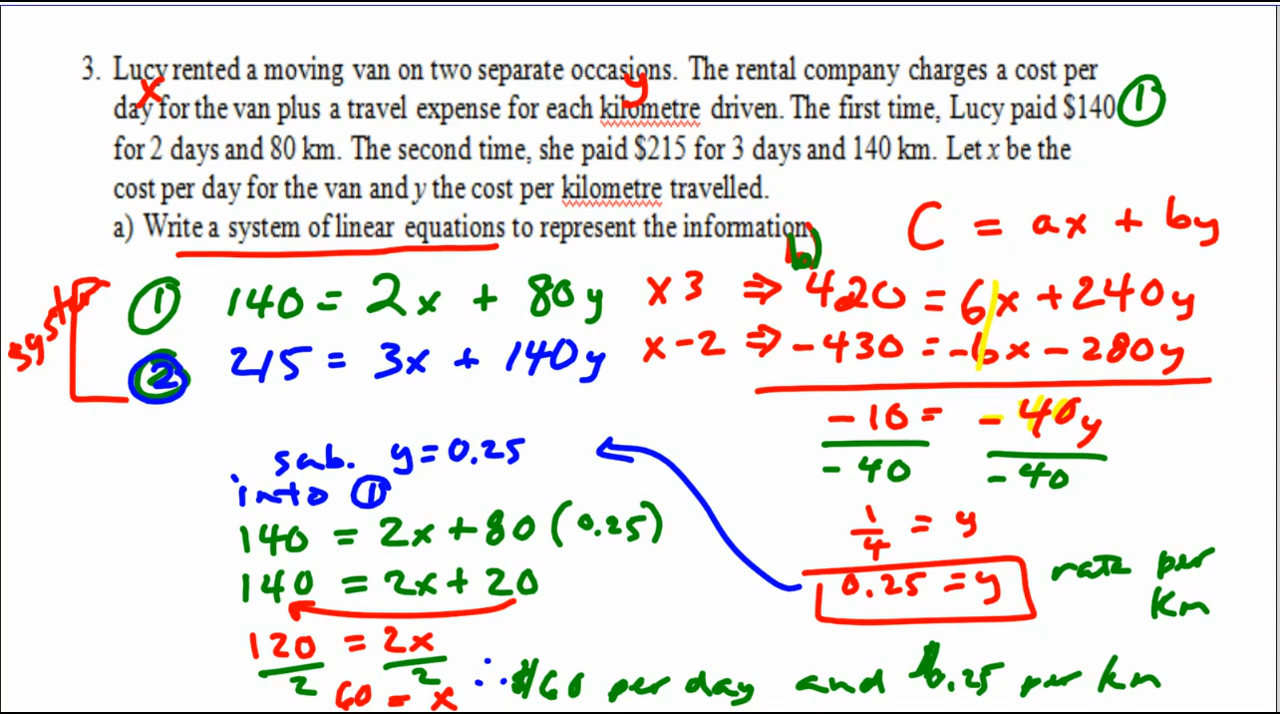 3. Lucy rented a moving van on two separate occasions. The rental company charges a cost per
x y
day for the van plus a travel expense for each kilometre driven. The first time, Lucy paid $140 ①
for 2 days and 80 km. The second time, she paid $215 for 3 days and 140 km. Let x be the
cost per day for the van and y the cost per kilometre travelled.
a) Write a system of linear equations to represent the information.
C = ax + by
b)
system
① 140 = 2x + 80y x 3 ⇒ 420 = 6x + 240y
② 215 = 3x + 140y x -2 ⇒ -430 = -6x - 280y
-10 = -40y
-40 -40
sub. y = 0.25
into ①
1/4 = y
140 = 2x + 80 (0.25)
0.25 = y rate per km
140 = 2x + 20
120 = 2x
2 2
60 = x
∴ $60 per day and $0.25 per km